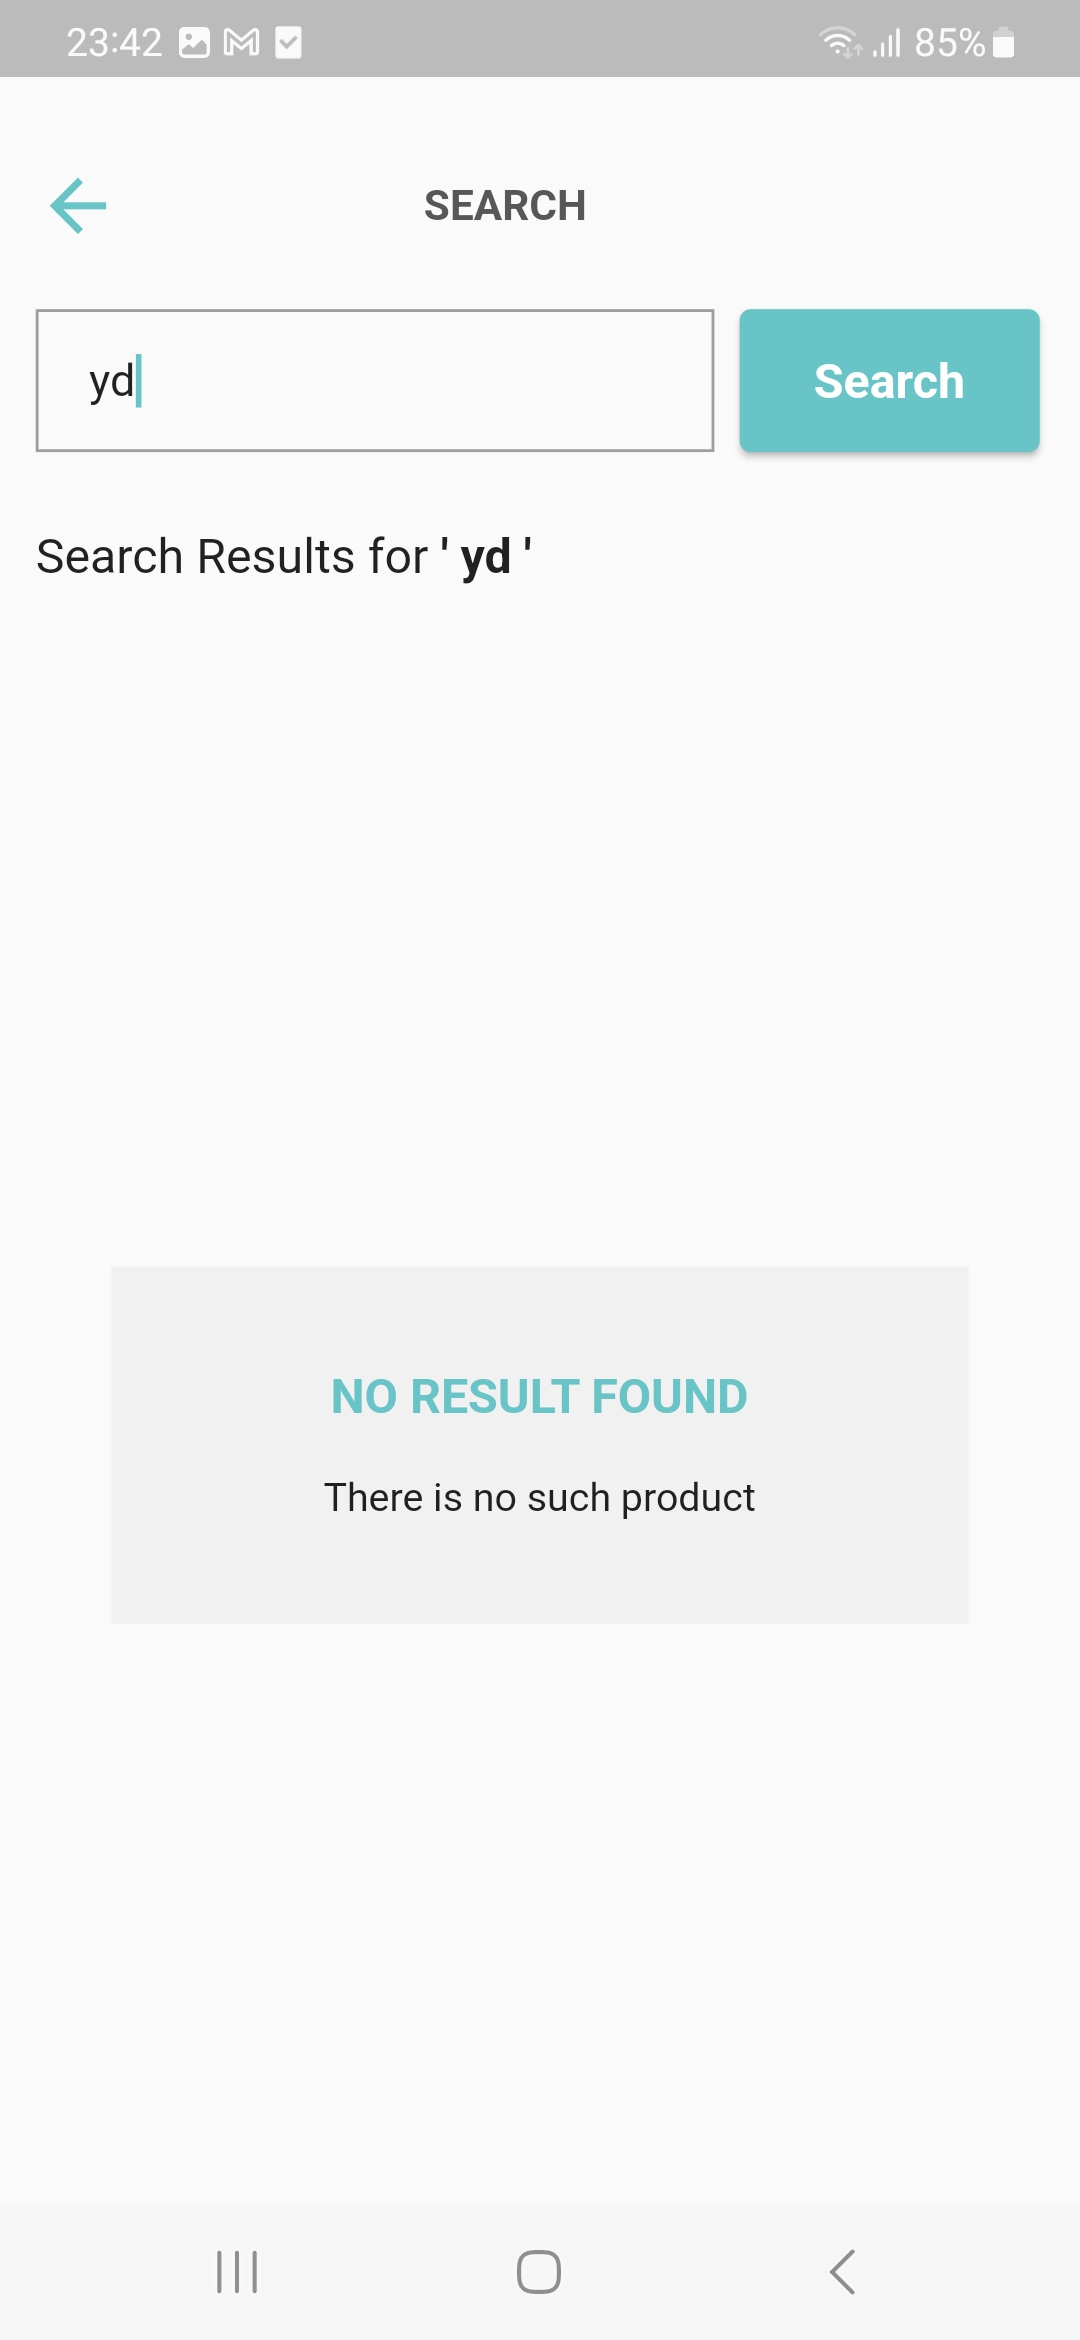 23:42 85%
SEARCH
yd Search
Search Results for ' yd '
NO RESULT FOUND
There is no such product